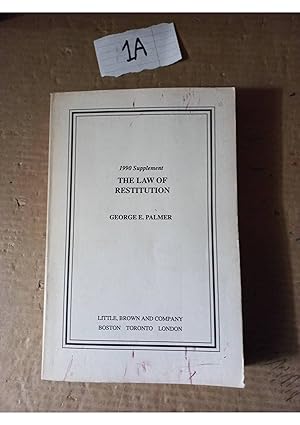 1A
1990 Supplement
THE LAW OF
RESTITUTION
GEORGE E. PALMER
LITTLE, BROWN AND COMPANY
BOSTON TORONTO LONDON